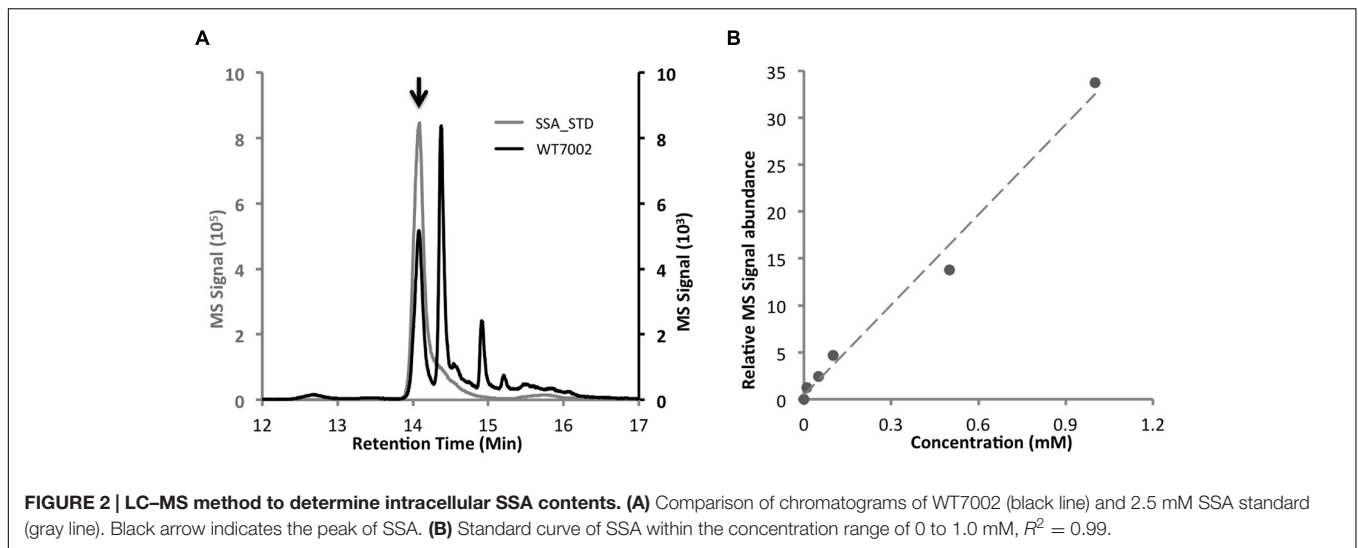 A
10
8
6
4
2
0
MS Signal (10⁵)
10
8
6
4
2
0
MS Signal (10³)
SSA_STD
WT7002
12 13 14 15 16 17
Retention Time (Min)
B
35
30
25
20
15
10
5
0
Relative MS Signal abundance
0 0.3 0.6 0.9 1.2
Concentration (mM)
FIGURE 2 | LC–MS method to determine intracellular SSA contents. (A) Comparison of chromatograms of WT7002 (black line) and 2.5 mM SSA standard
(gray line). Black arrow indicates the peak of SSA. (B) Standard curve of SSA within the concentration range of 0 to 1.0 mM, R² = 0.99.